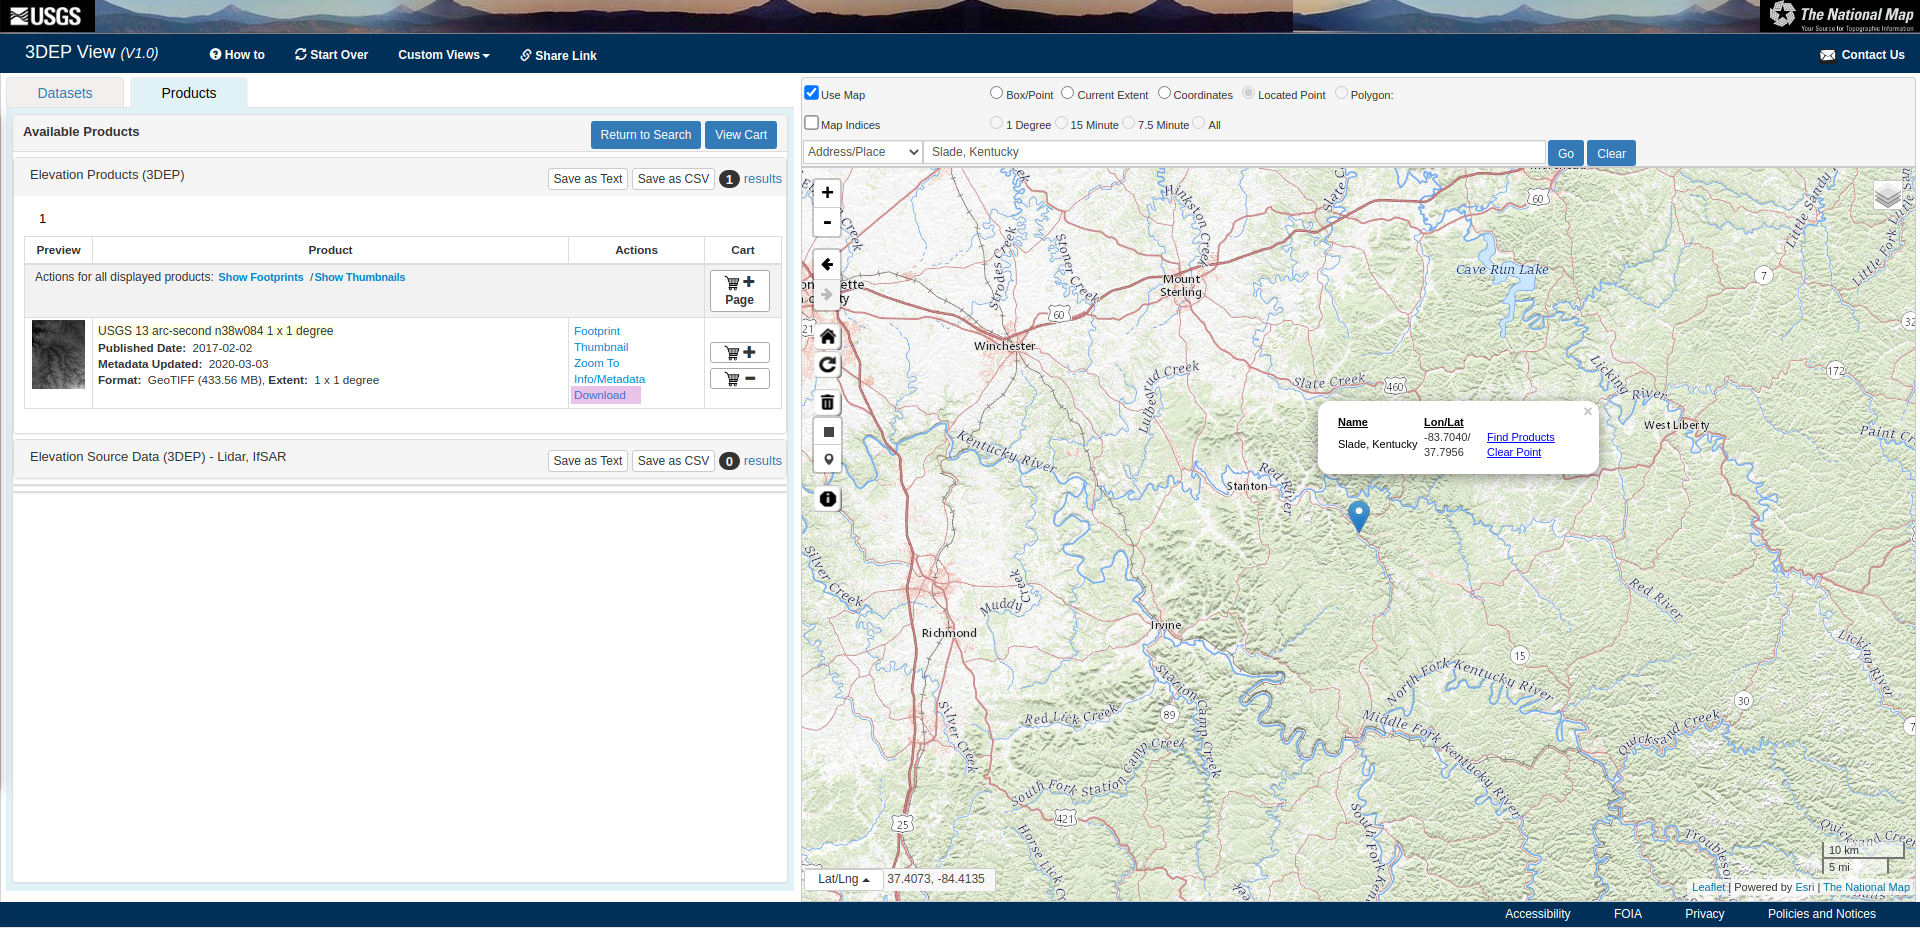 USGS
The National Map
Your Source for Topographic Information
3DEP View (V1.0)
How to
Start Over
Custom Views
Share Link
Contact Us
Datasets
Products
Available Products
Return to Search
View Cart
Elevation Products (3DEP)
Save as Text
Save as CSV
1 results
1
Preview
Product
Actions
Cart
Actions for all displayed products: Show Footprints / Show Thumbnails
Page
USGS 13 arc-second n38w084 1 x 1 degree
Published Date: 2017-02-02
Metadata Updated: 2020-03-03
Format: GeoTIFF (433.56 MB), Extent: 1 x 1 degree
Footprint
Thumbnail
Zoom To
Info/Metadata
Download
Elevation Source Data (3DEP) - Lidar, IfSAR
Save as Text
Save as CSV
0 results
Use Map
Box/Point
Current Extent
Coordinates
Located Point
Polygon:
Map Indices
1 Degree
15 Minute
7.5 Minute
All
Address/Place
Slade, Kentucky
Go
Clear
+
-
Creek
Hinkston Creek
Slate C
60
Little Sandy
Little Fork Little
Stoner Creek
Strodes Creek
Cave Run Lake
7
Mount
Sterling
60
21
32
Winchester
Lulbegrud Creek
Slate Creek
460
Licking River
172
Name
Lon/Lat
Slade, Kentucky
-83.7040/
37.7956
Find Products
Clear Point
×
West Liberty
Paint C
Kentucky River
Red River
Stanton
Silver Creek
Muddy
Creek
Red River
Richmond
Irvine
Licking River
15
North Fork Kentucky River
Station Camp Creek
30
89
Red Lick Creek
Silver Creek
Middle Fork Kentucky River
Quicksand Creek
7
South Fork Station Camp Creek
421
25
Horse Lick Cr
South Fork Ken
Troubleso
Quicksand Creek
10 km
5 mi
Lat/Lng
37.4073, -84.4135
Leaflet | Powered by Esri | The National Map
Accessibility
FOIA
Privacy
Policies and Notices